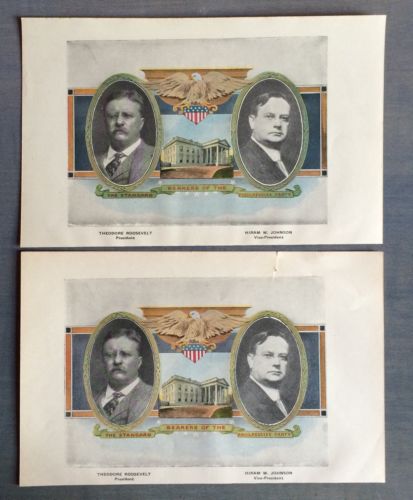 THE STANDARD BEARERS OF THE PROGRESSIVE PARTY
THEODORE ROOSEVELT HIRAM W. JOHNSON
President Vice-President
THE STANDARD BEARERS OF THE PROGRESSIVE PARTY
THEODORE ROOSEVELT HIRAM W. JOHNSON
President Vice-President